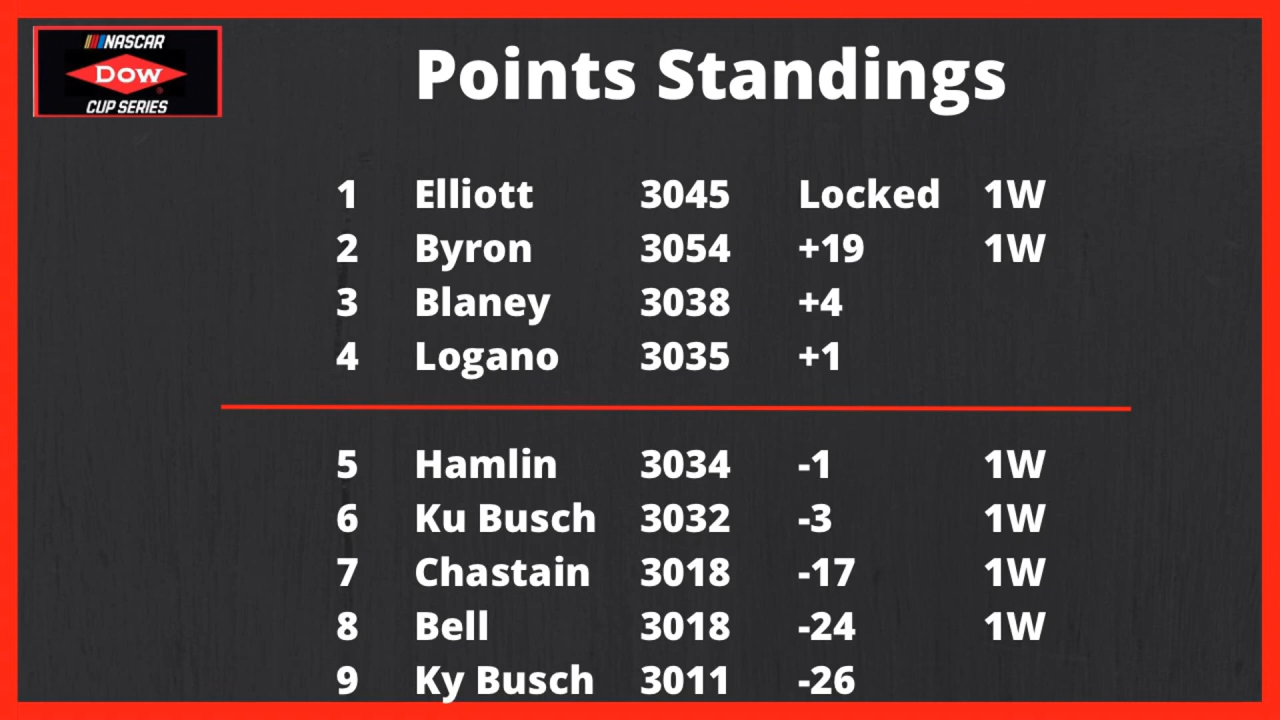 NASCAR
Dow
CUP SERIES
Points Standings
1 Elliott 3045 Locked 1W
2 Byron 3054 +19 1W
3 Blaney 3038 +4
4 Logano 3035 +1
5 Hamlin 3034 -1 1W
6 Ku Busch 3032 -3 1W
7 Chastain 3018 -17 1W
8 Bell 3018 -24 1W
9 Ky Busch 3011 -26